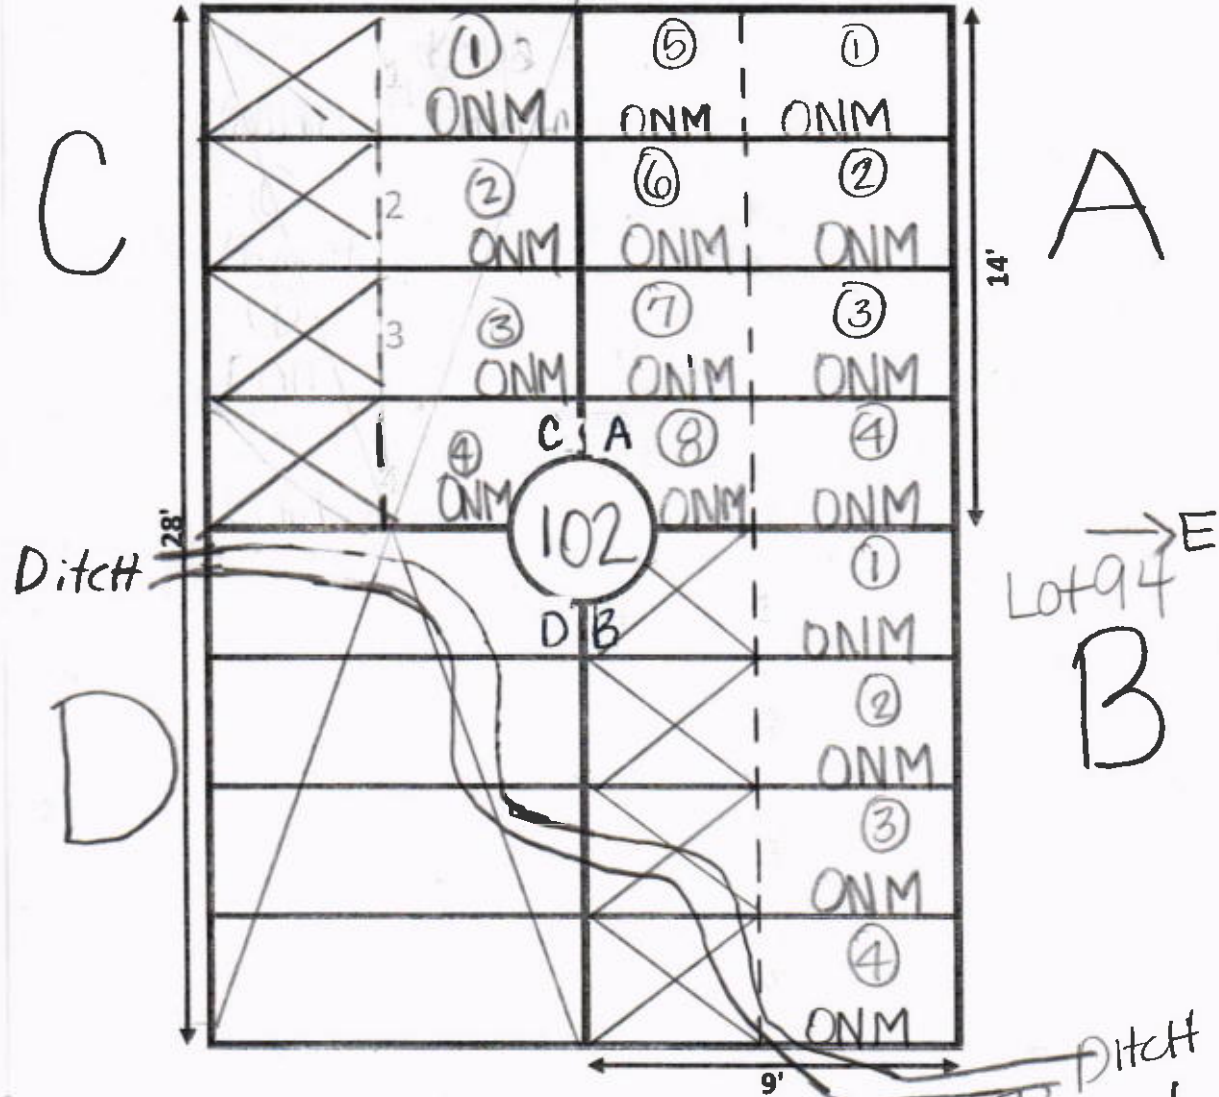 ① ⑤ ①
ONM ONM ONM
C A
② ⑥ ②
2
ONM ONM ONM
14'
③ ⑦ ③
3
ONM ONM ONM
C A ⑧ ④
④
ONM ONM ONM
102
28'
E
Ditch
①
Lot 94
D B ONM
D B
②
ONM
③
ONM
④
ONM
Ditch
9'